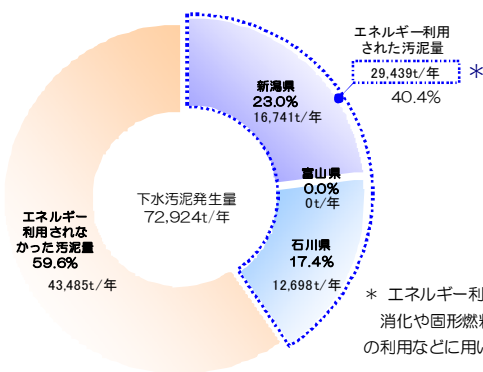 エネルギー利用
された汚泥量
29,439t/年 *
40.4%
新潟県
23.0%
16,741t/年
富山県
0.0%
0t/年
下水汚泥発生量
72,924t/年
エネルギー
利用されな
かった汚泥量
59.6%
43,485t/年
石川県
17.4%
12,698t/年
* エネルギー利
消化や固形燃料
の利用などに用い